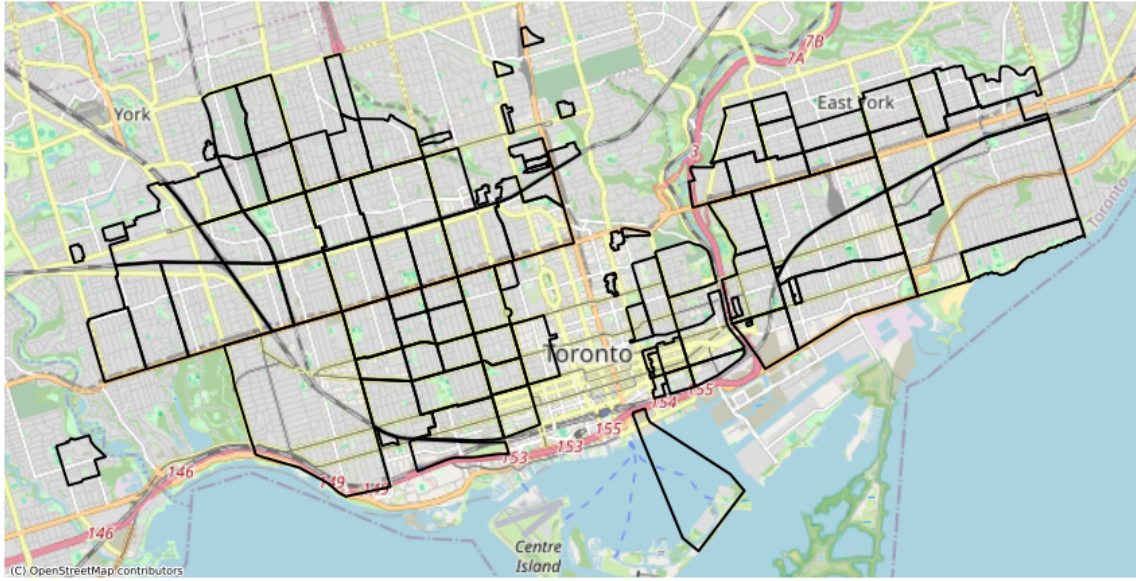 7B
7A
York
East York
3
Toronto
Toronto
155
154
155
153
153
146
149
149
146
Centre
Island
(C) OpenStreetMap contributors